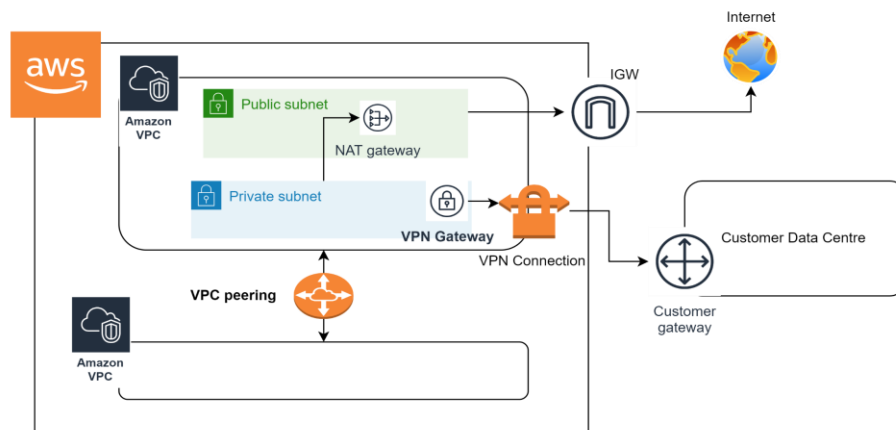 Internet
aws
IGW
Amazon
VPC
Public subnet
NAT gateway
Private subnet
VPN Gateway
VPN Connection
Customer Data Centre
VPC peering
Customer
gateway
Amazon
VPC